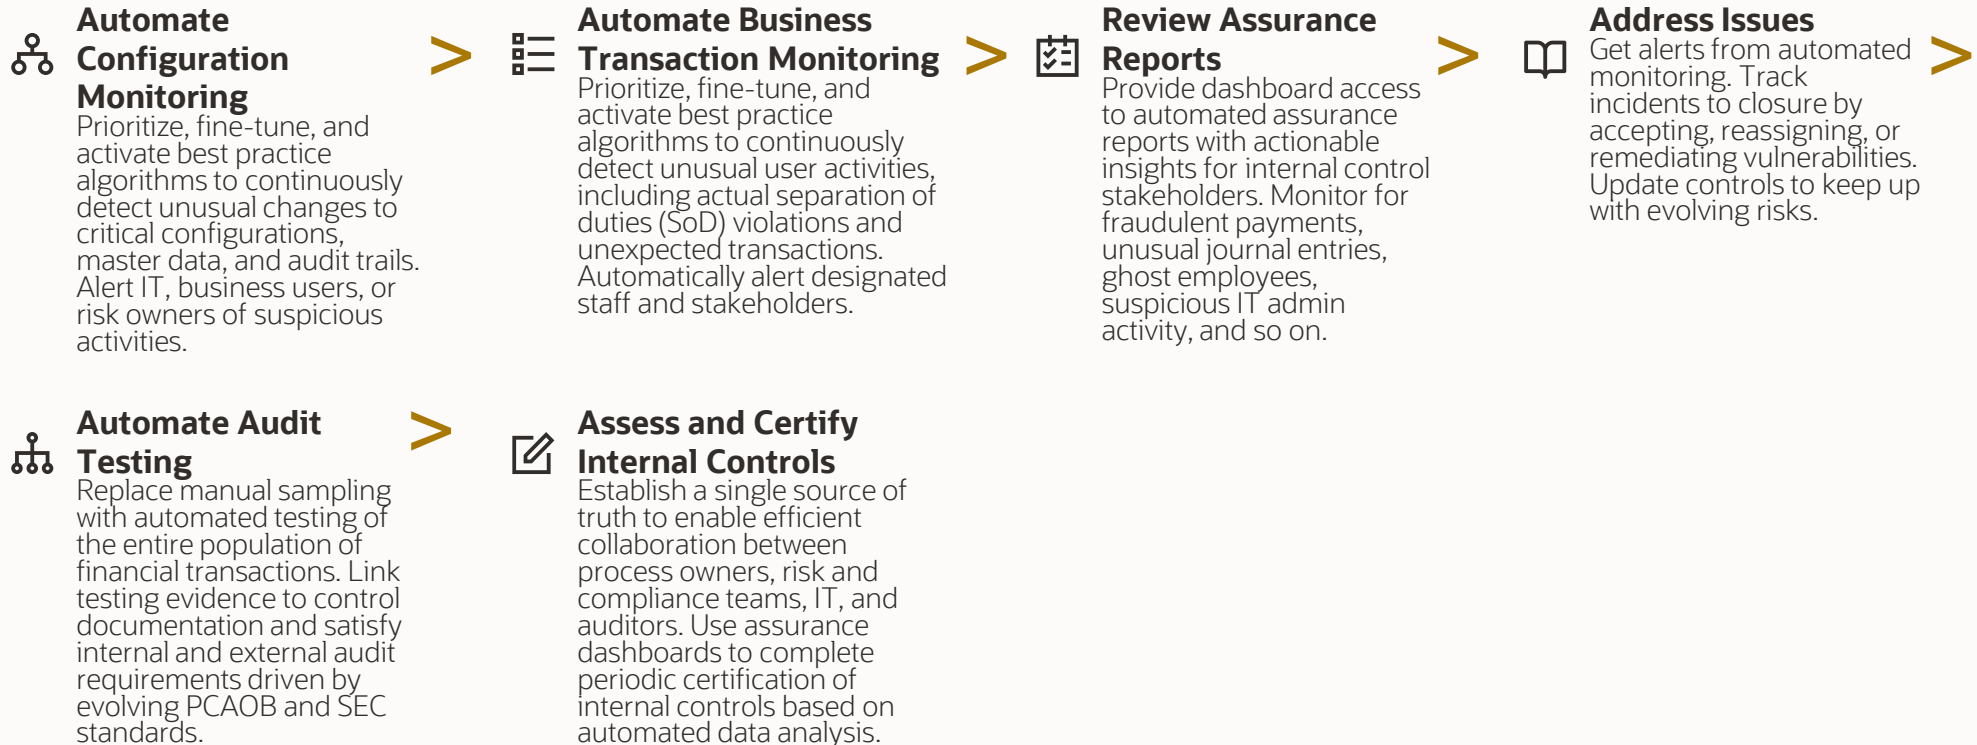 Automate
Configuration
Monitoring
Prioritize, fine-tune, and
activate best practice
algorithms to continuously
detect unusual changes to
critical configurations,
master data, and audit trails.
Alert IT, business users, or
risk owners of suspicious
activities.
>
Automate Business
Transaction Monitoring
Prioritize, fine-tune, and
activate best practice
algorithms to continuously
detect unusual user activities,
including actual separation of
duties (SoD) violations and
unexpected transactions.
Automatically alert designated
staff and stakeholders.
>
Review Assurance
Reports
Provide dashboard access
to automated assurance
reports with actionable
insights for internal control
stakeholders. Monitor for
fraudulent payments,
unusual journal entries,
ghost employees,
suspicious IT admin
activity, and so on.
>
Address Issues
Get alerts from automated
monitoring. Track
incidents to closure by
accepting, reassigning, or
remediating vulnerabilities.
Update controls to keep up
with evolving risks.
>
Automate Audit
Testing
Replace manual sampling
with automated testing of
the entire population of
financial transactions. Link
testing evidence to control
documentation and satisfy
internal and external audit
requirements driven by
evolving PCAOB and SEC
standards.
>
Assess and Certify
Internal Controls
Establish a single source of
truth to enable efficient
collaboration between
process owners, risk and
compliance teams, IT, and
auditors. Use assurance
dashboards to complete
periodic certification of
internal controls based on
automated data analysis.